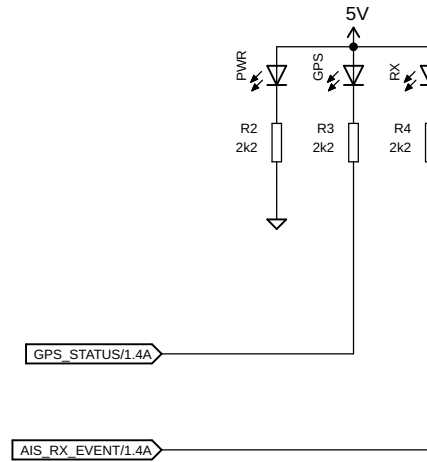 5V
PWR
GPS
RX
R2
2k2
R3
2k2
R4
2k2
GPS_STATUS/1.4A
AIS_RX_EVENT/1.4A